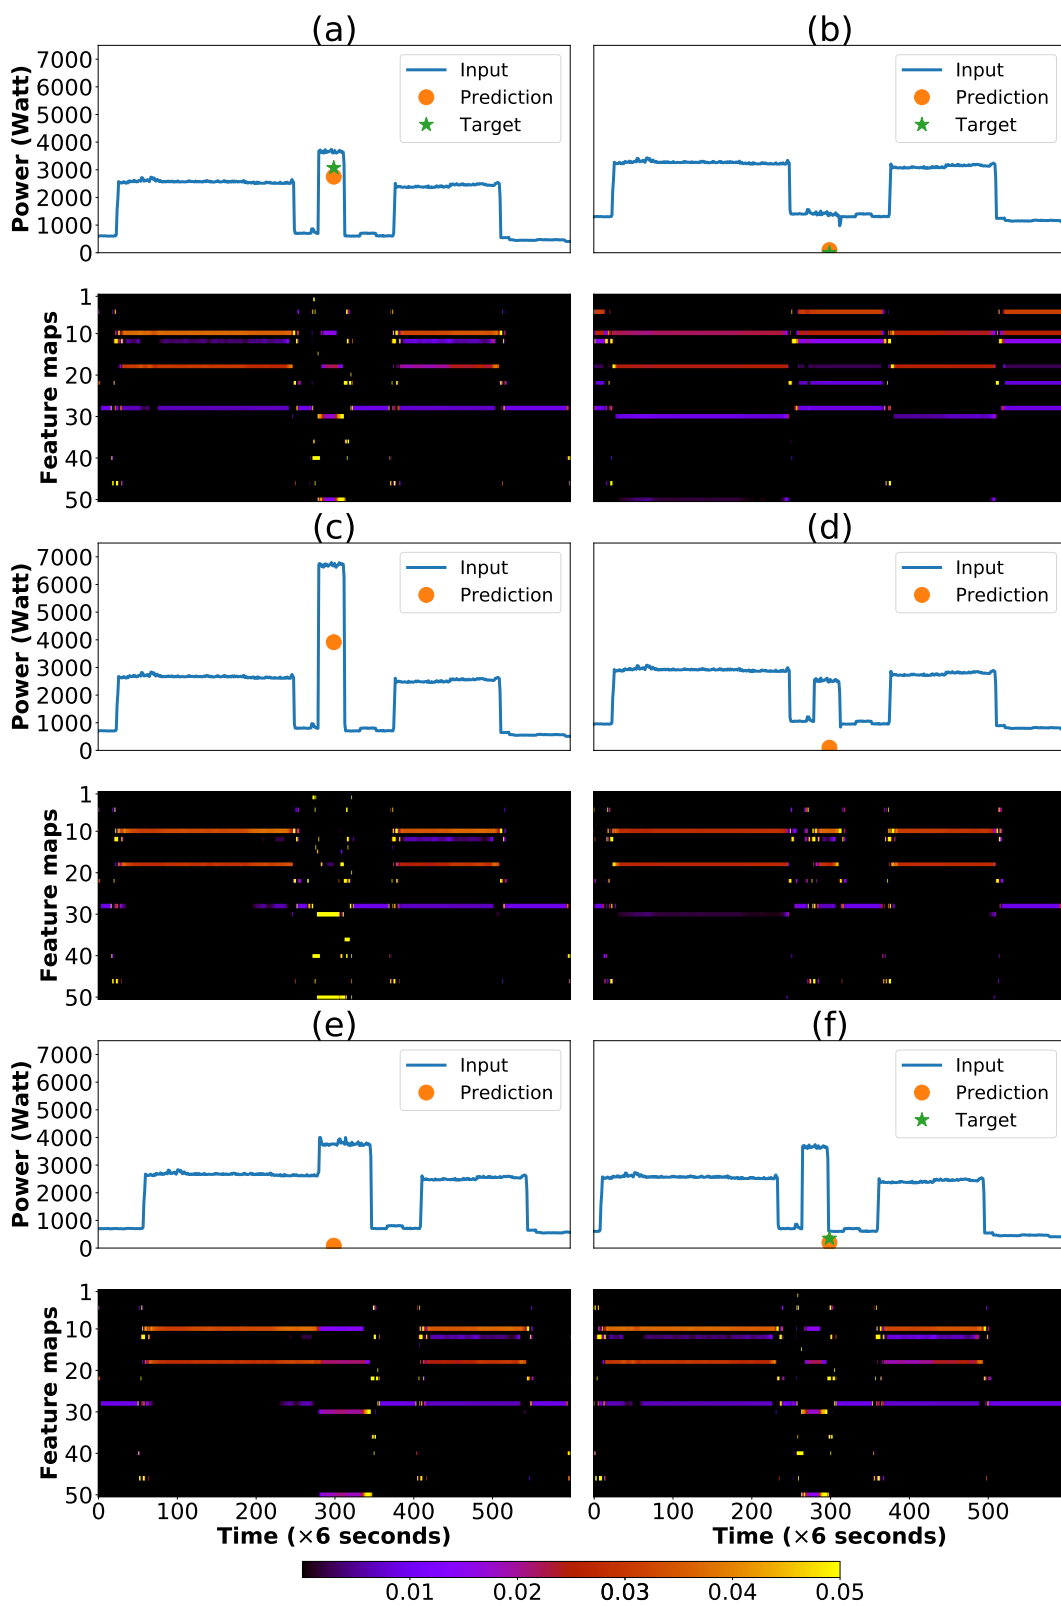 (a) (b)
7000
6000
5000
4000
3000
2000
1000
0
Power (Watt)
Input
Prediction
Target
Input
Prediction
Target
1
10
20
30
40
50
Feature maps
(c) (d)
7000
6000
5000
4000
3000
2000
1000
0
Power (Watt)
Input
Prediction
Input
Prediction
1
10
20
30
40
50
Feature maps
(e) (f)
7000
6000
5000
4000
3000
2000
1000
0
Power (Watt)
Input
Prediction
Input
Prediction
Target
1
10
20
30
40
50
Feature maps
0 100 200 300 400 500 0 100 200 300 400 500
Time (×6 seconds) Time (×6 seconds)
0.01 0.02 0.03 0.04 0.05